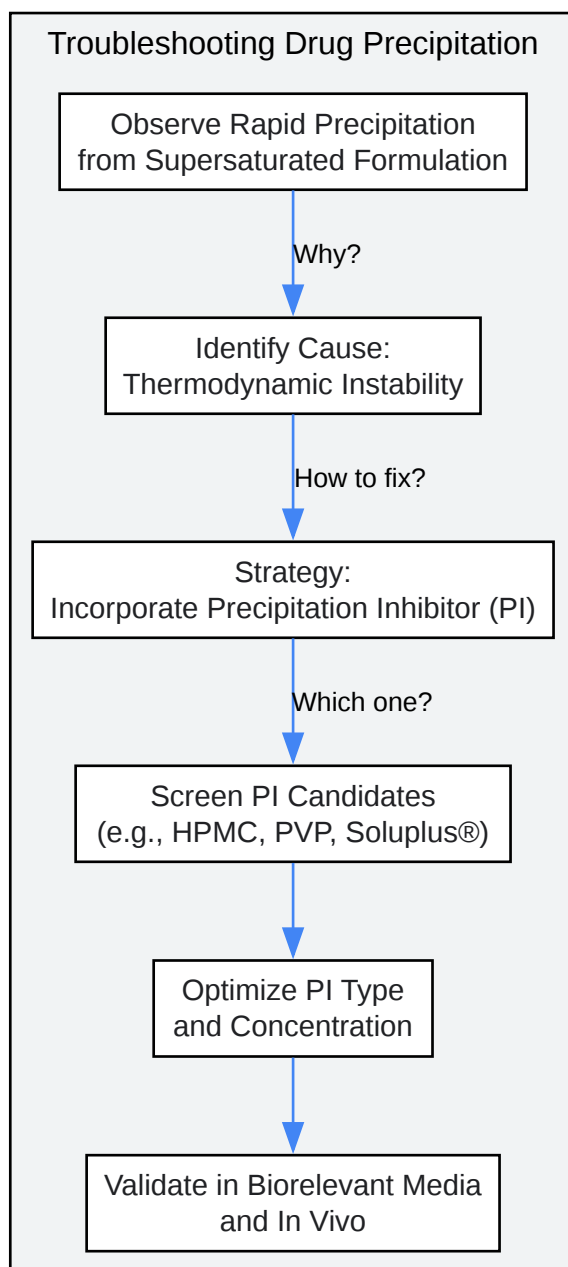 Troubleshooting Drug Precipitation
Observe Rapid Precipitation
from Supersaturated Formulation
Why?
Identify Cause:
Thermodynamic Instability
How to fix?
Strategy:
Incorporate Precipitation Inhibitor (PI)
Which one?
Screen PI Candidates
(e.g., HPMC, PVP, Soluplus®)
Optimize PI Type
and Concentration
Validate in Biorelevant Media
and In Vivo